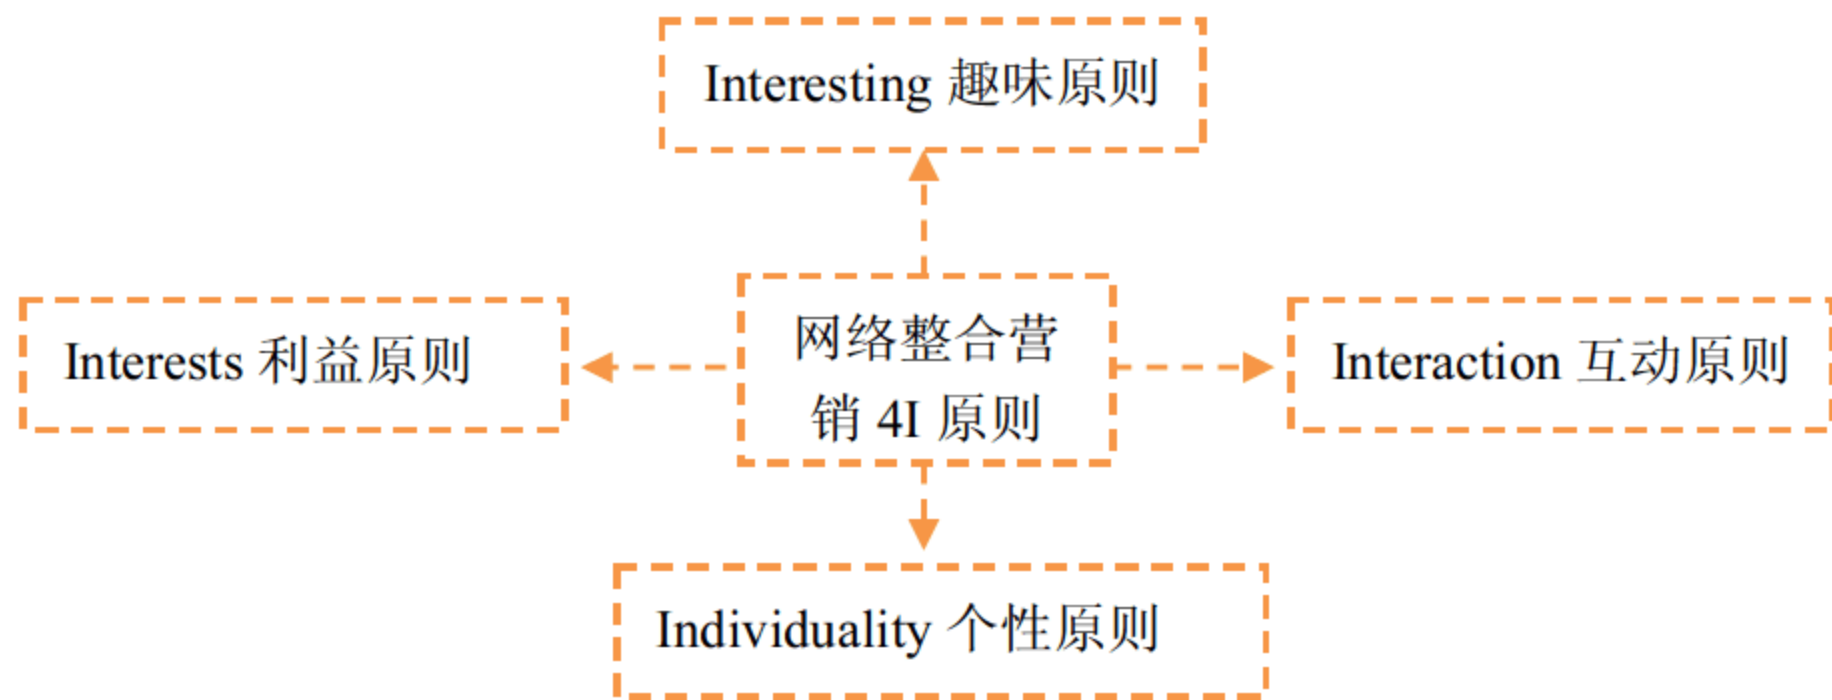 Interesting 趣味原则
Interests 利益原则
网络整合营
销 4I 原则
Interaction 互动原则
Individuality 个性原则